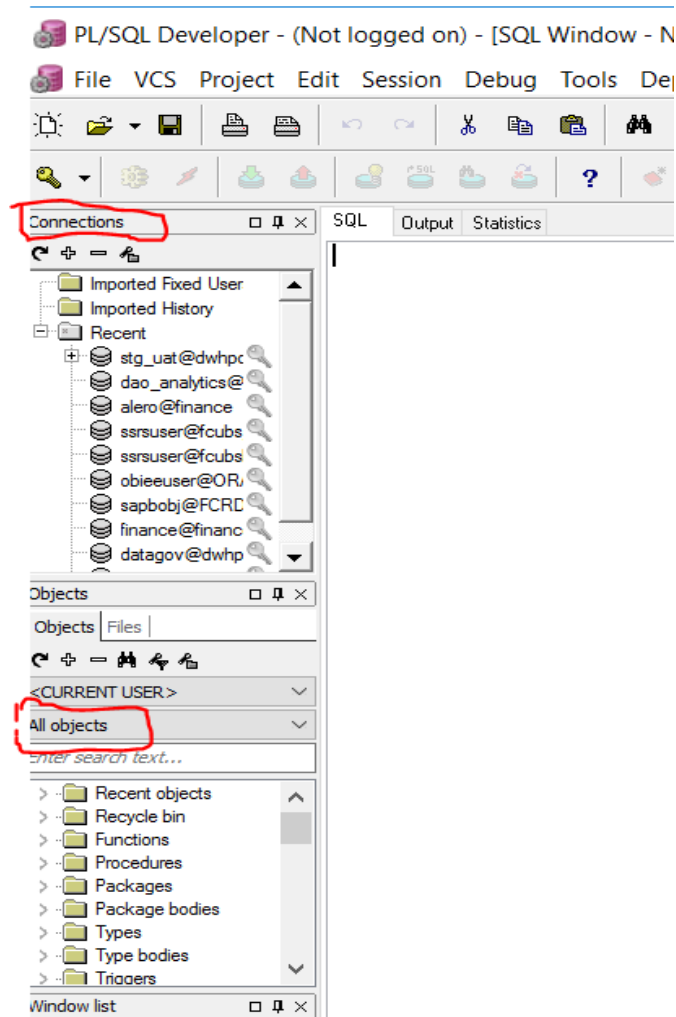 PL/SQL Developer - (Not logged on) - [SQL Window - N
File VCS Project Edit Session Debug Tools De
Connections
SQL Output Statistics
Imported Fixed User
Imported History
Recent
stg_uat@dwhpc
dao_analytics@
alero@finance
ssrsuser@fcubs
ssrsuser@fcubs
obieeuser@OR
sapbobj@FCRD
finance@financ
datagov@dwhp
Objects
Objects Files
<CURRENT USER>
All objects
Enter search text...
Recent objects
Recycle bin
Functions
Procedures
Packages
Package bodies
Types
Type bodies
Triggers
Window list